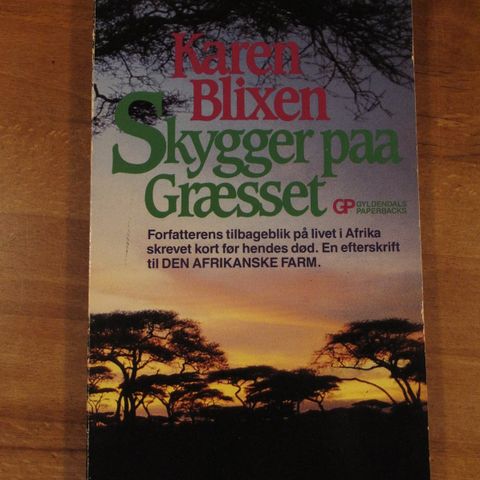 Karen
Blixen
Skygger paa
Græsset
GP GYLDENDALS
PAPERBACKS
Forfatterens tilbageblik på livet i Afrika
skrevet kort før hendes død. En efterskrift
til DEN AFRIKANSKE FARM.